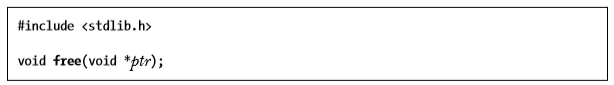 #include <stdlib.h>
void free(void *ptr);